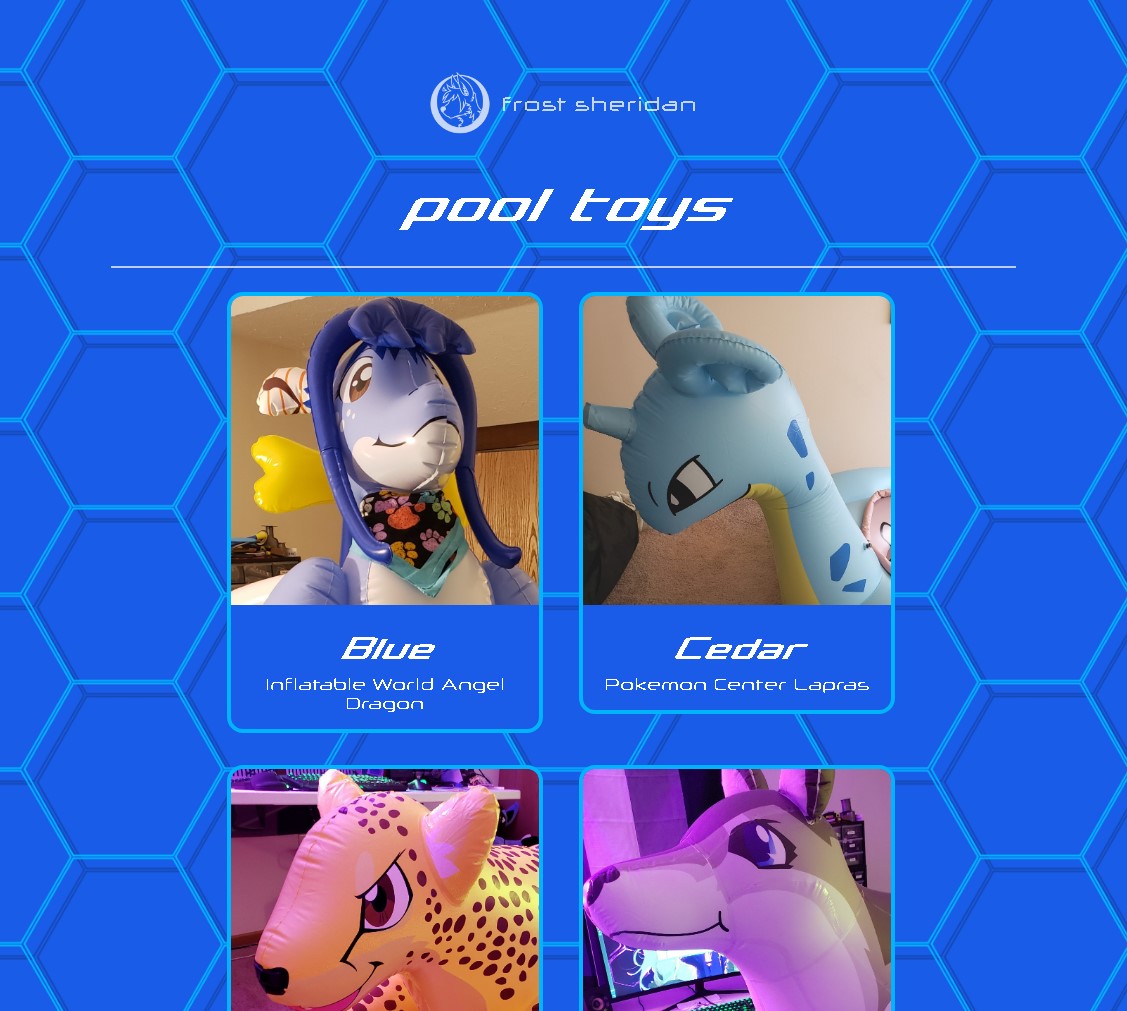 frost sheridan
pool toys
Blue
Inflatable World Angel
Dragon
Cedar
Pokemon Center Lapras